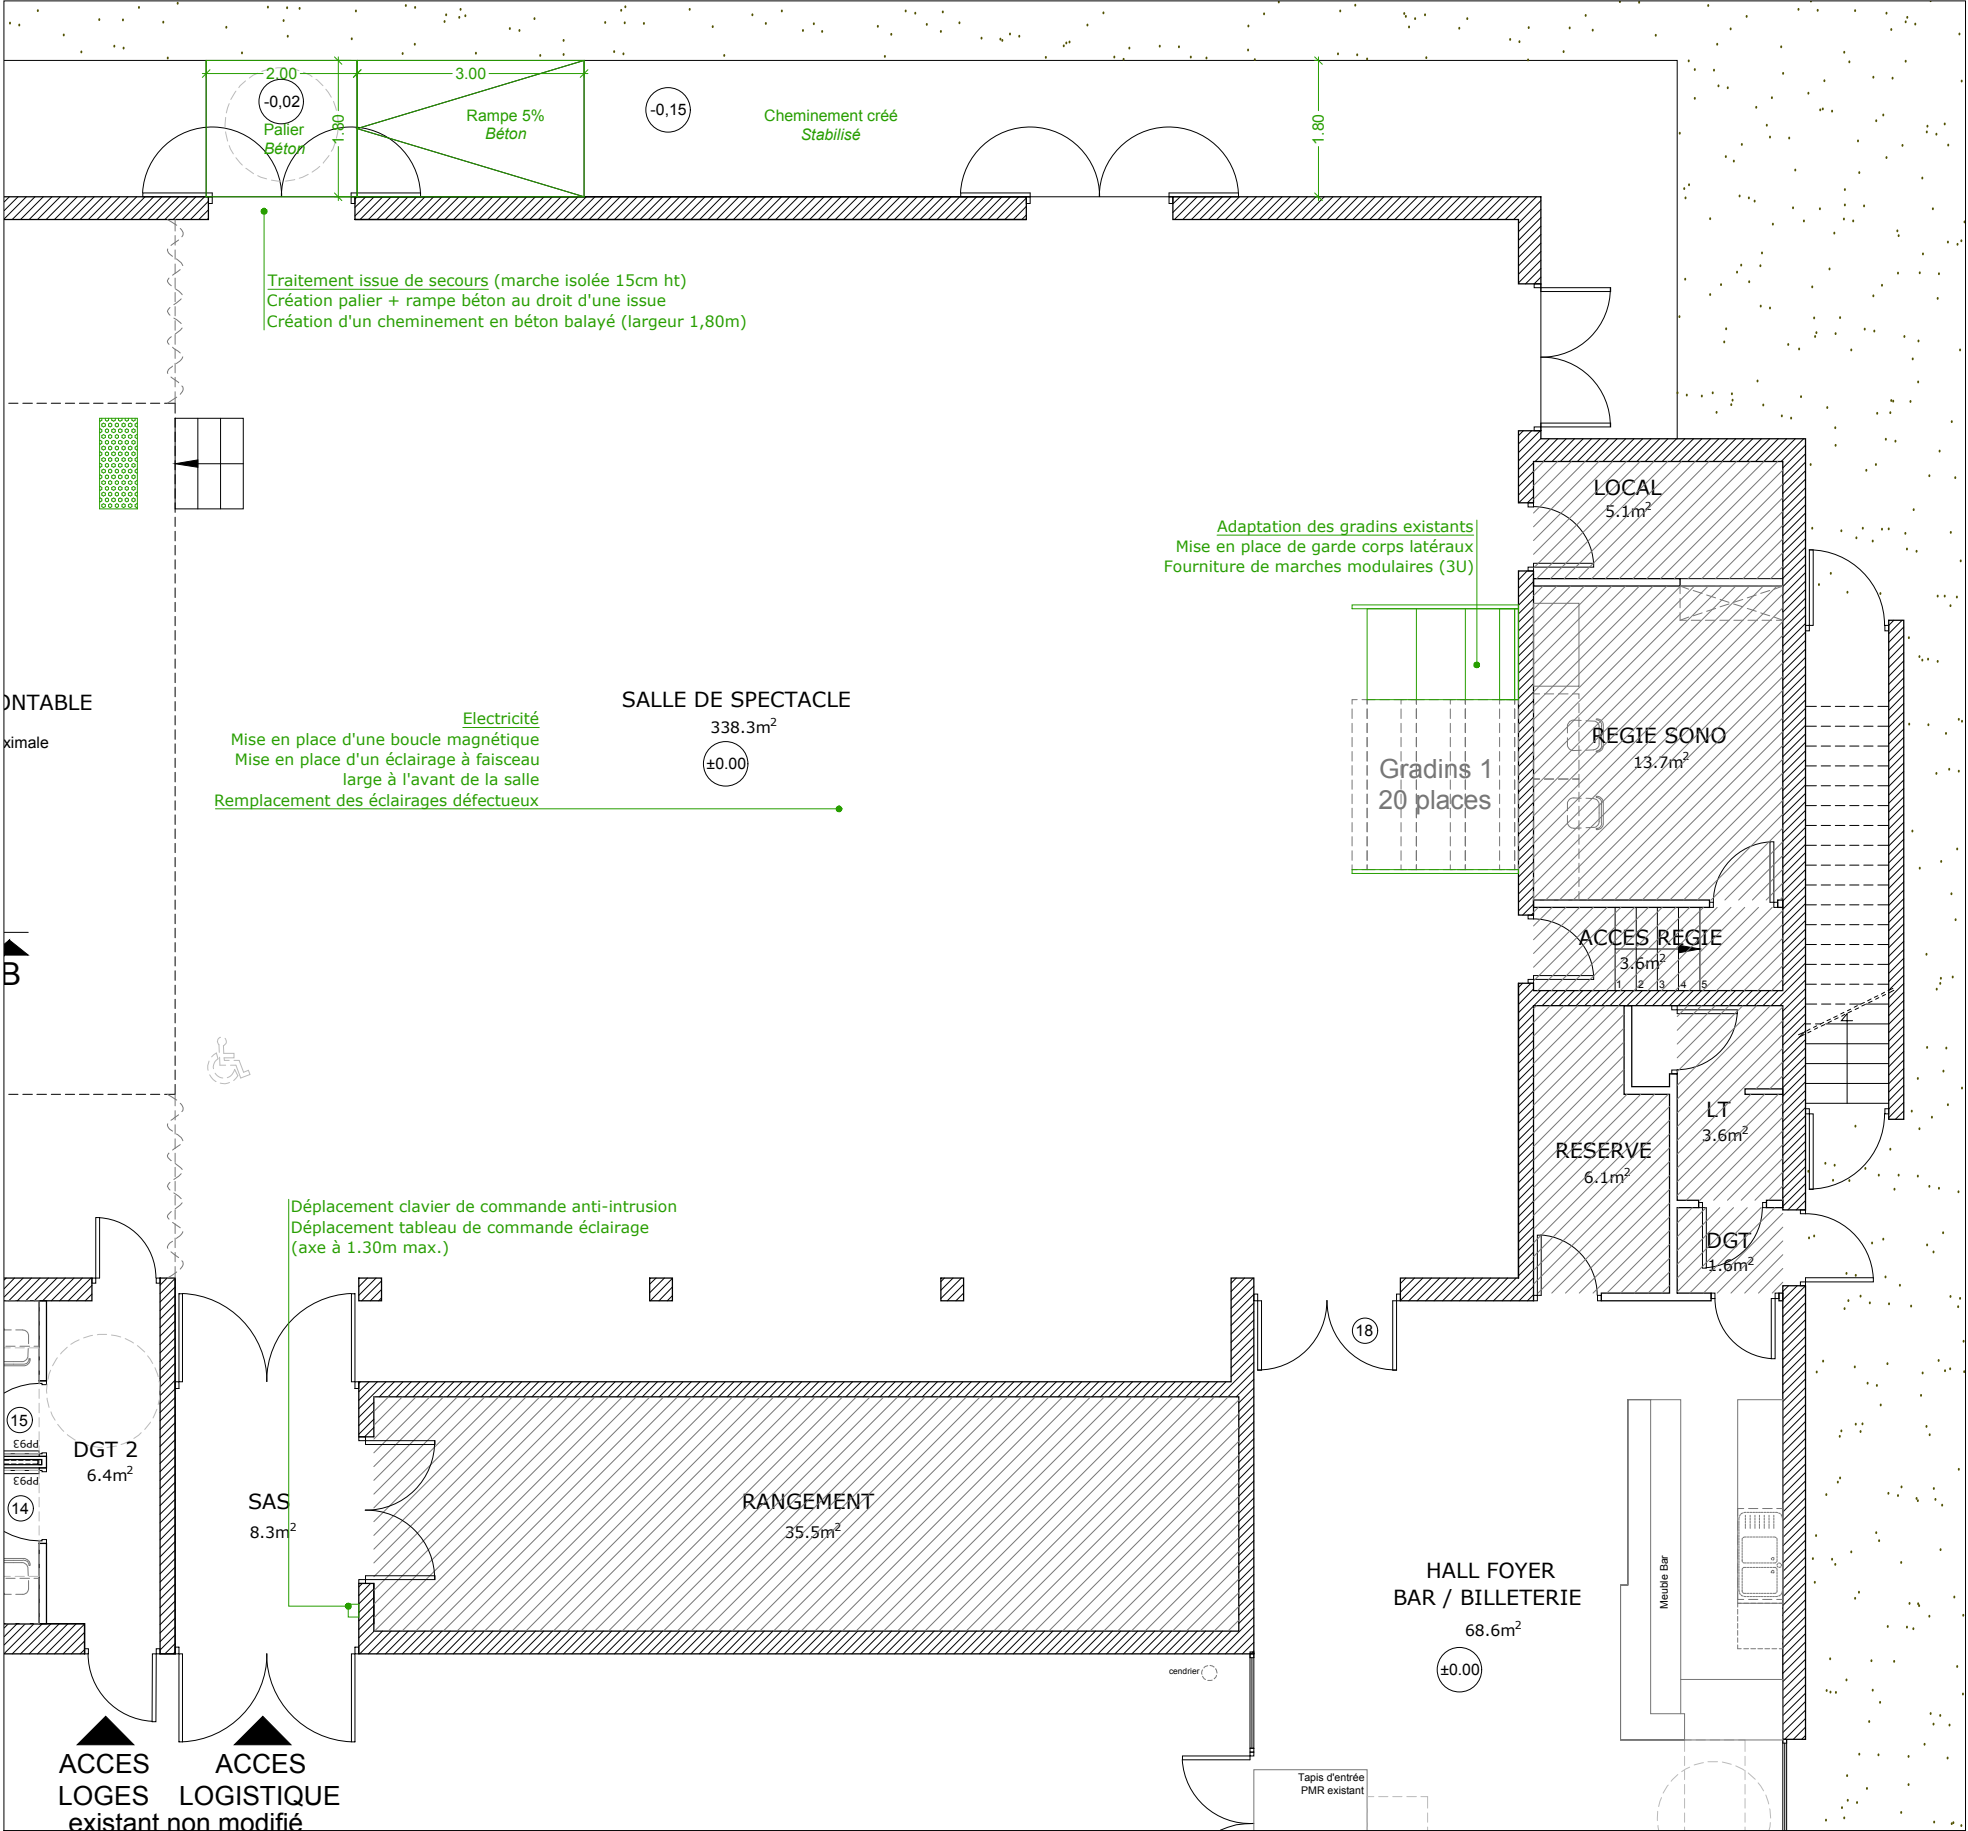 2.00
3.00
-0,02
Palier
Béton
1.80
Rampe 5%
Béton
-0,15
Cheminement créé
Stabilisé
1.80
Traitement issue de secours (marche isolée 15cm ht)
Création palier + rampe béton au droit d'une issue
Création d'un cheminement en béton balayé (largeur 1,80m)
LOCAL
5.1m²
Adaptation des gradins existants
Mise en place de garde corps latéraux
Fourniture de marches modulaires (3U)
ONTABLE
ximale
SALLE DE SPECTACLE
338.3m²
±0.00
Electricité
Mise en place d'une boucle magnétique
Mise en place d'un éclairage à faisceau
large à l'avant de la salle
Remplacement des éclairages défectueux
Gradins 1
20 places
REGIE SONO
13.7m²
ACCES REGIE
3.6m²
1 2 3 4 5
B
LT
3.6m²
RESERVE
6.1m²
DGT
1.6m²
Déplacement clavier de commande anti-intrusion
Déplacement tableau de commande éclairage
(axe à 1.30m max.)
18
15
PP93
PP93
14
DGT 2
6.4m²
SAS
8.3m²
RANGEMENT
35.5m²
HALL FOYER
BAR / BILLETERIE
68.6m²
±0.00
Meuble Bar
cendrier
Tapis d'entrée
PMR existant
ACCES
LOGES
ACCES
LOGISTIQUE
existant non modifié